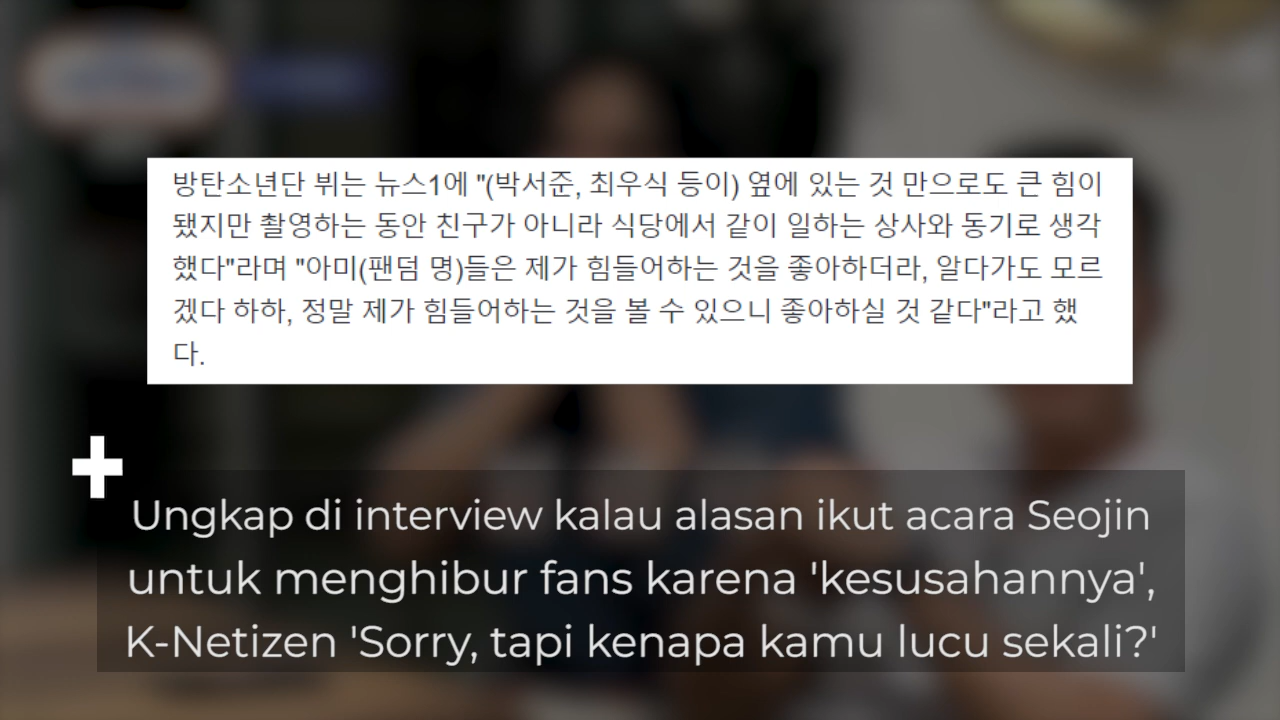 방탄소년단 뷔는 뉴스1에 "(박서준, 최우식 등이) 옆에 있는 것 만으로도 큰 힘이
됐지만 촬영하는 동안 친구가 아니라 식당에서 같이 일하는 상사와 동기로 생각
했다"라며 "아미(팬덤 명)들은 제가 힘들어하는 것을 좋아하더라, 알다가도 모르
겠다 하하, 정말 제가 힘들어하는 것을 볼 수 있으니 좋아하실 것 같다"라고 했
다.
Ungkap di interview kalau alasan ikut acara Seojin
untuk menghibur fans karena 'kesusahannya',
K-Netizen 'Sorry, tapi kenapa kamu lucu sekali?'